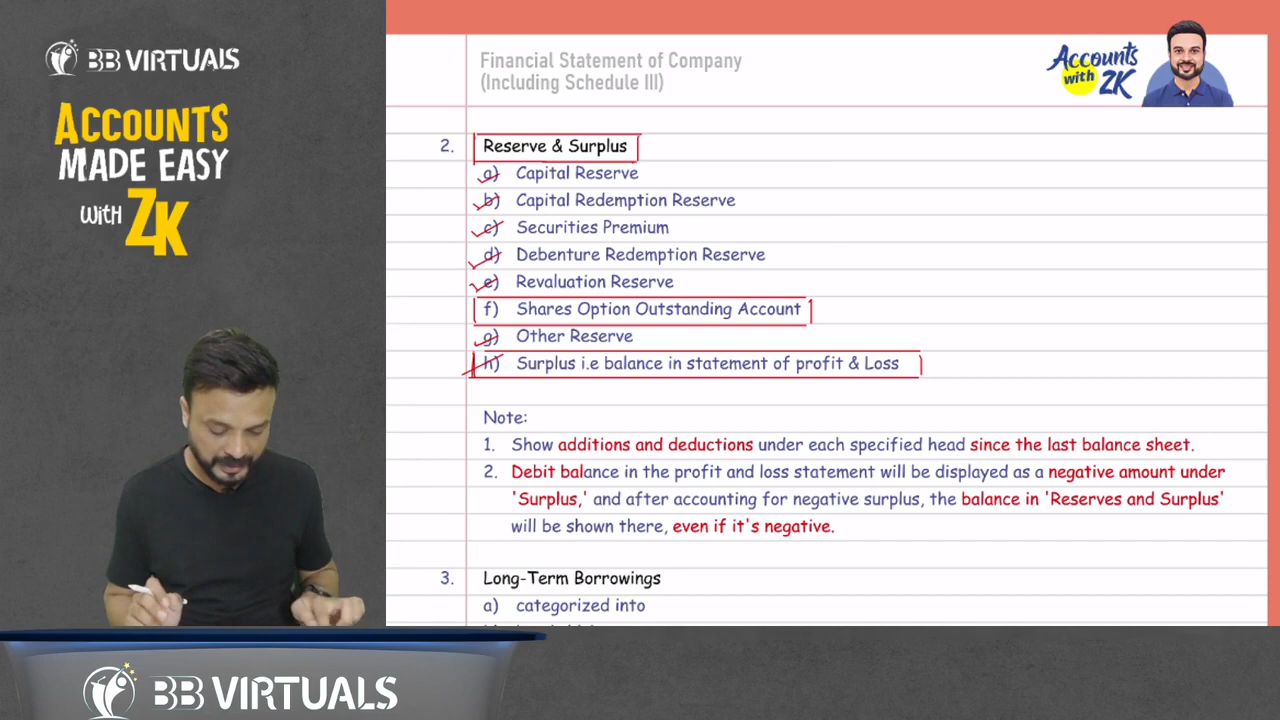 BB VIRTUALS
ACCOUNTS
MADE EASY
with ZK
Financial Statement of Company
(Including Schedule III)
Accounts
with ZK
2. Reserve & Surplus
a) Capital Reserve
b) Capital Redemption Reserve
c) Securities Premium
d) Debenture Redemption Reserve
e) Revaluation Reserve
f) Shares Option Outstanding Account
g) Other Reserve
h) Surplus i.e balance in statement of profit & Loss
Note:
1. Show additions and deductions under each specified head since the last balance sheet.
2. Debit balance in the profit and loss statement will be displayed as a negative amount under
'Surplus,' and after accounting for negative surplus, the balance in 'Reserves and Surplus'
will be shown there, even if it's negative.
3. Long-Term Borrowings
a) categorized into
BB VIRTUALS